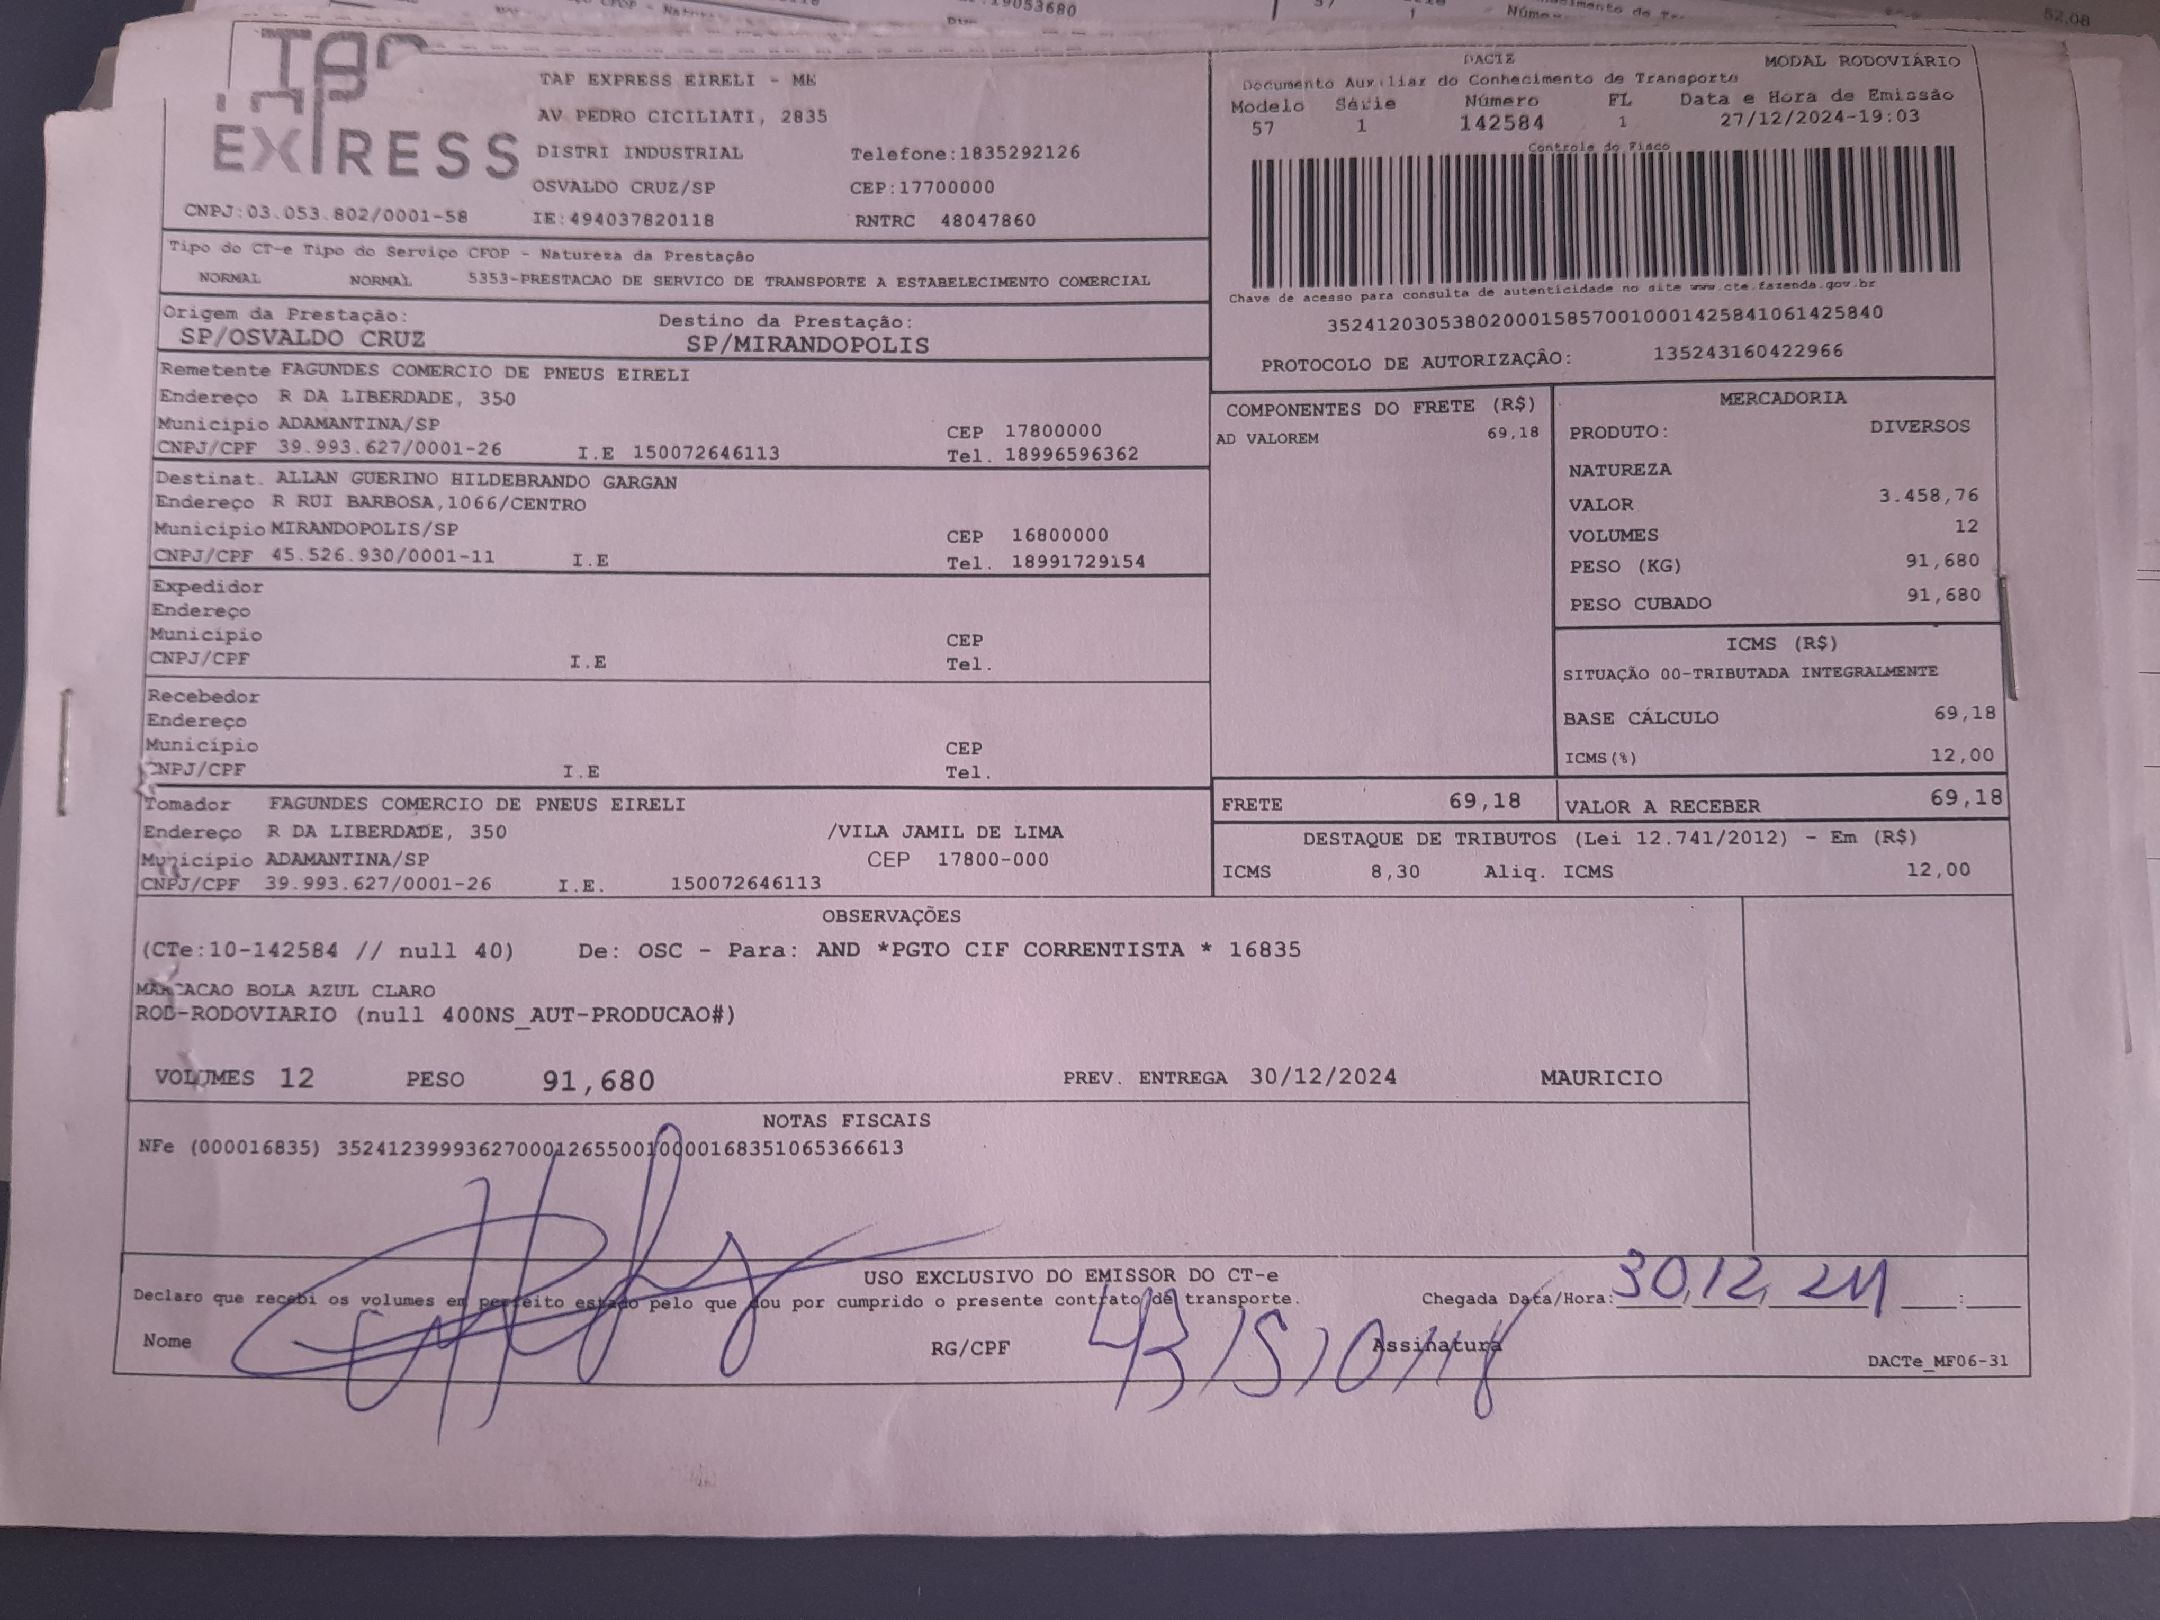 TAP
EXPRESS
TAP EXPRESS EIRELI - ME
AV PEDRO CICILIATI, 2835
DISTRI INDUSTRIAL Telefone:1835292126
OSVALDO CRUZ/SP CEP:17700000
CNPJ:03.053.802/0001-58 IE:494037820118 RNTRC 48047860
DACTE MODAL RODOVIÁRIO
Documento Auxiliar do Conhecimento de Transporte
Modelo Série Número FL Data e Hora de Emissão
57 1 142584 1 27/12/2024-19:03
Controle do Fisco
Chave de acesso para consulta de autenticidade no site www.cte.fazenda.gov.br
35241203053802000158570010001425841061425840
PROTOCOLO DE AUTORIZAÇÃO: 135243160422966
Tipo do CT-e Tipo do Serviço CFOP - Natureza da Prestação
NORMAL NORMAL 5353-PRESTACAO DE SERVICO DE TRANSPORTE A ESTABELECIMENTO COMERCIAL
Origem da Prestação: Destino da Prestação:
SP/OSVALDO CRUZ SP/MIRANDOPOLIS
Remetente FAGUNDES COMERCIO DE PNEUS EIRELI
Endereço R DA LIBERDADE, 350
Município ADAMANTINA/SP CEP 17800000
CNPJ/CPF 39.993.627/0001-26 I.E 150072646113 Tel. 18996596362
Destinat. ALLAN GUERINO HILDEBRANDO GARGAN
Endereço R RUI BARBOSA,1066/CENTRO
Município MIRANDOPOLIS/SP CEP 16800000
CNPJ/CPF 45.526.930/0001-11 I.E Tel. 18991729154
Expedidor
Endereço
Município CEP
CNPJ/CPF I.E Tel.
Recebedor
Endereço
Município CEP
CNPJ/CPF I.E Tel.
Tomador FAGUNDES COMERCIO DE PNEUS EIRELI
Endereço R DA LIBERDADE, 350 /VILA JAMIL DE LIMA
Município ADAMANTINA/SP CEP 17800-000
CNPJ/CPF 39.993.627/0001-26 I.E. 150072646113
COMPONENTES DO FRETE (R$)
AD VALOREM 69,18
MERCADORIA
PRODUTO: DIVERSOS
NATUREZA
VALOR 3.458,76
VOLUMES 12
PESO (KG) 91,680
PESO CUBADO 91,680
ICMS (R$)
SITUAÇÃO 00-TRIBUTADA INTEGRALMENTE
BASE CÁLCULO 69,18
ICMS(%) 12,00
FRETE 69,18 VALOR A RECEBER 69,18
DESTAQUE DE TRIBUTOS (Lei 12.741/2012) - Em (R$)
ICMS 8,30 Aliq. ICMS 12,00
OBSERVAÇÕES
(CTe:10-142584 // null 40) De: OSC - Para: AND *PGTO CIF CORRENTISTA * 16835
MARCACAO BOLA AZUL CLARO
ROD-RODOVIARIO (null 400NS_AUT-PRODUCAO#)
VOLUMES 12 PESO 91,680 PREV. ENTREGA 30/12/2024 MAURICIO
NOTAS FISCAIS
NFe (000016835) 35241239993627000126550010000168351065366613
USO EXCLUSIVO DO EMISSOR DO CT-e
Declaro que recebi os volumes em perfeito estado pelo que dou por cumprido o presente contrato de transporte. Chegada Data/Hora: 30,12, 24 :
Nome RG/CPF Assinatura
DACTe_MF06-31